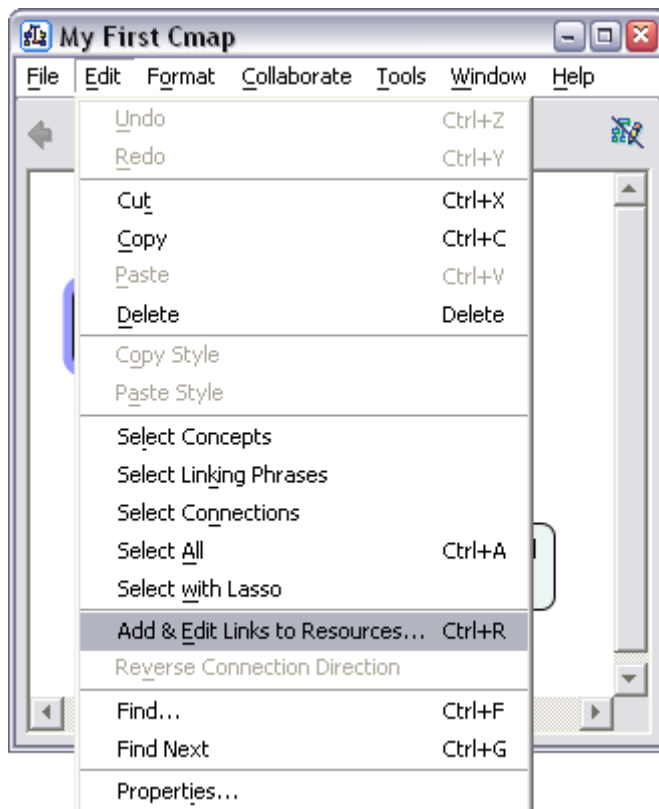 My First Cmap
File Edit Format Collaborate Tools Window Help
Undo Ctrl+Z
Redo Ctrl+Y
Cut Ctrl+X
Copy Ctrl+C
Paste Ctrl+V
Delete Delete
Copy Style
Paste Style
Select Concepts
Select Linking Phrases
Select Connections
Select All Ctrl+A
Select with Lasso
Add & Edit Links to Resources... Ctrl+R
Reverse Connection Direction
Find... Ctrl+F
Find Next Ctrl+G
Properties...